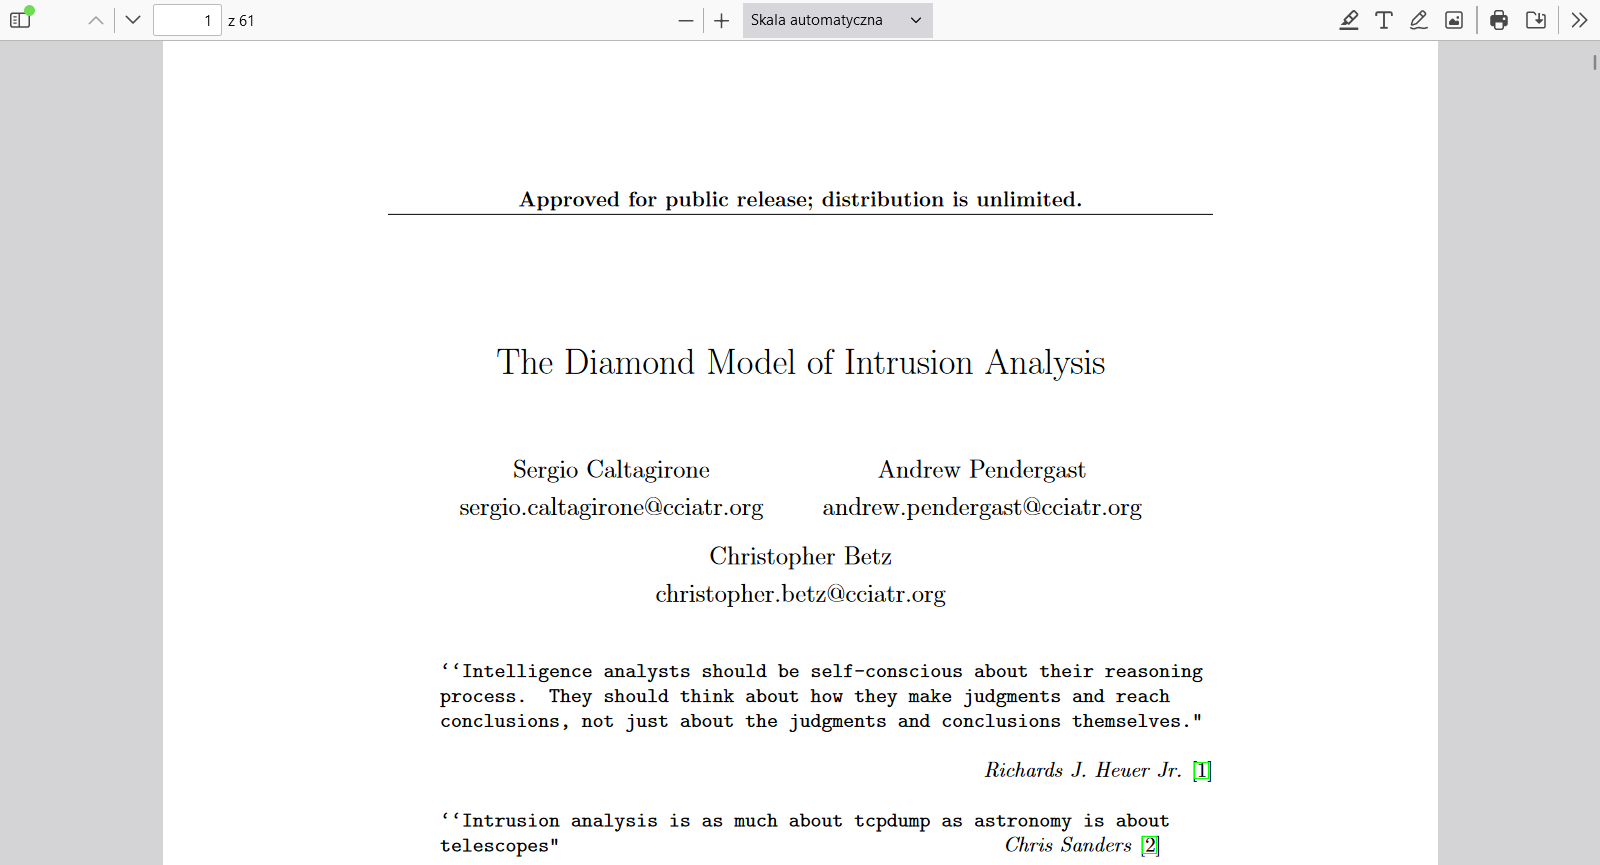 1 z 61 Skala automatyczna
Approved for public release; distribution is unlimited.
The Diamond Model of Intrusion Analysis
Sergio Caltagirone Andrew Pendergast
sergio.caltagirone@cciatr.org andrew.pendergast@cciatr.org
Christopher Betz
christopher.betz@cciatr.org
‘‘Intelligence analysts should be self-conscious about their reasoning
process. They should think about how they make judgments and reach
conclusions, not just about the judgments and conclusions themselves."
Richards J. Heuer Jr. [1]
‘‘Intrusion analysis is as much about tcpdump as astronomy is about
telescopes" Chris Sanders [2]